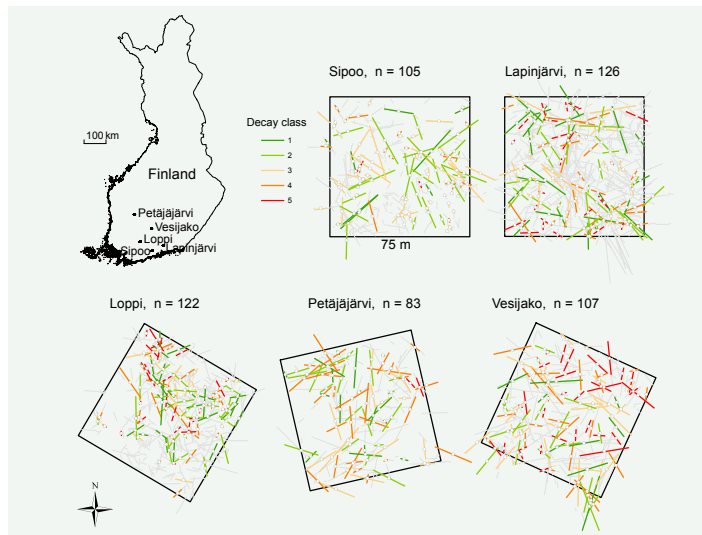 Sipoo, n = 105
Lapinjärvi, n = 126
Decay class
1
2
3
4
5
100 km
Finland
Petäjäjärvi
Vesijako
Loppi
Sipoo
Lapinjärvi
75 m
Loppi, n = 122
Petäjäjärvi, n = 83
Vesijako, n = 107
N